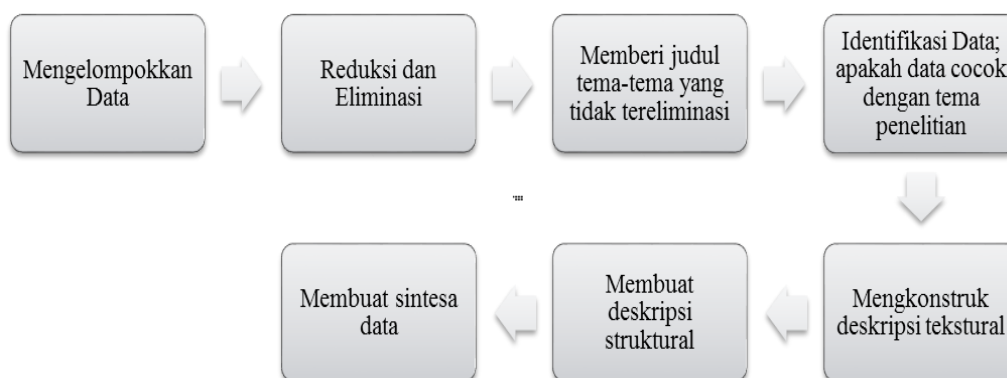 Mengelompokkan
Data
Reduksi dan
Eliminasi
Memberi judul
tema-tema yang
tidak tereliminasi
Identifikasi Data;
apakah data cocok
dengan tema
penelitian
Mengkonstruk
deskripsi tekstural
Membuat
deskripsi
struktural
Membuat sintesa
data